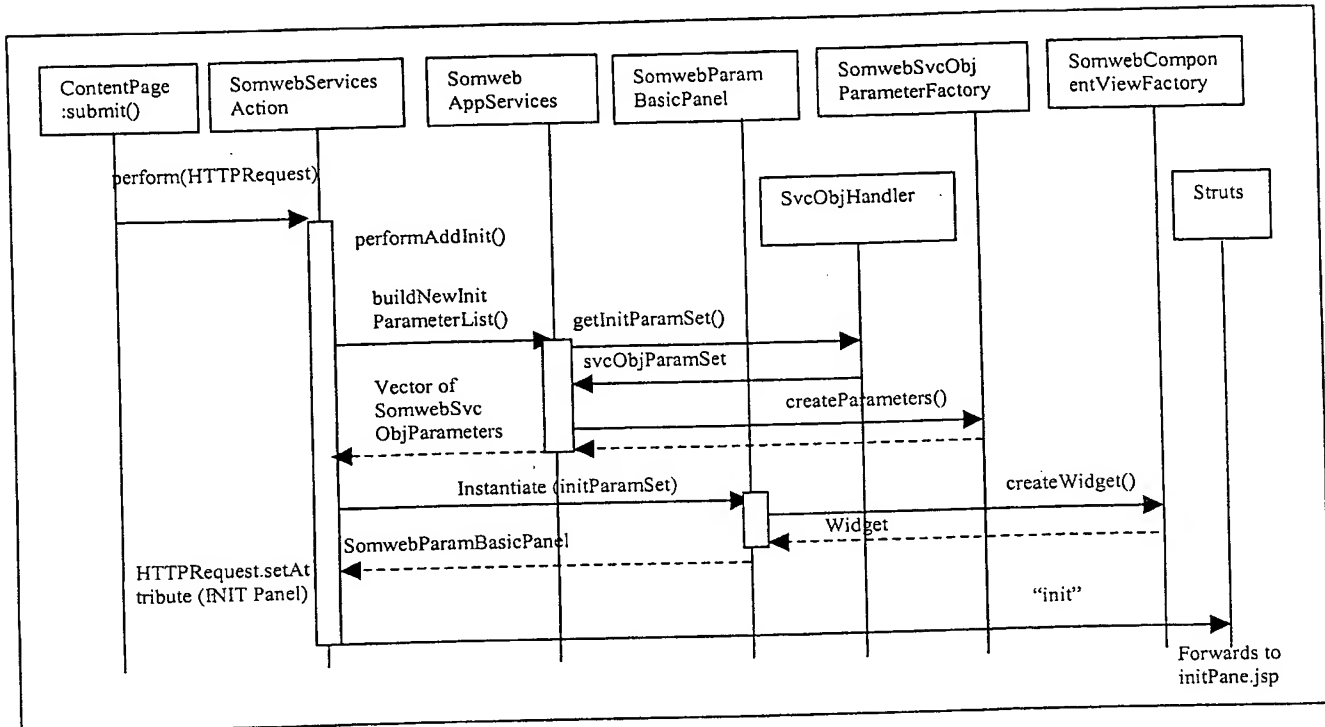 ContentPage
:submit()
SomwebServices
Action
Somweb
AppServices
SomwebParam
BasicPanel
SomwebSvcObj
ParameterFactory
SomwebCompon
entViewFactory
perform(HTTPRequest)
SvcObjHandler
Struts
performAddInit()
buildNewInit
ParameterList()
getInitParamSet()
svcObjParamSet
Vector of
SomwebSvc
ObjParameters
createParameters()
Instantiate (initParamSet)
createWidget()
Widget
SomwebParamBasicPanel
HTTPRequest.setAt
tribute (INIT Panel)
“init”
Forwards to
initPane.jsp